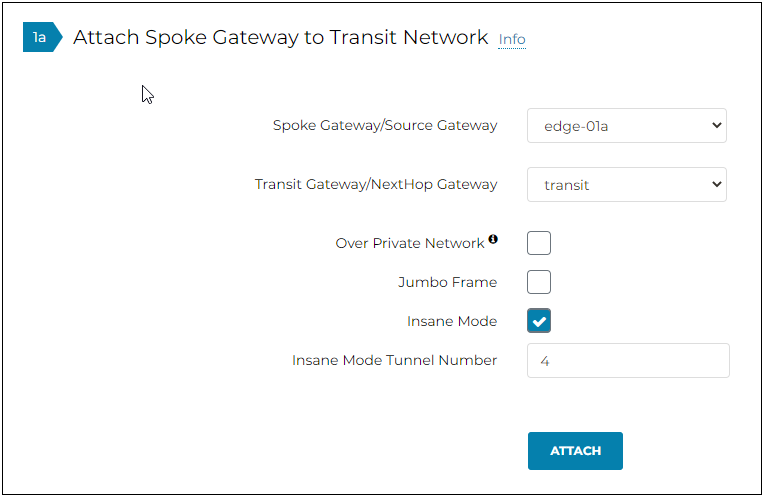 1a Attach Spoke Gateway to Transit Network Info
Spoke Gateway/Source Gateway edge-01a
Transit Gateway/NextHop Gateway transit
Over Private Network
Jumbo Frame
Insane Mode
Insane Mode Tunnel Number 4
ATTACH